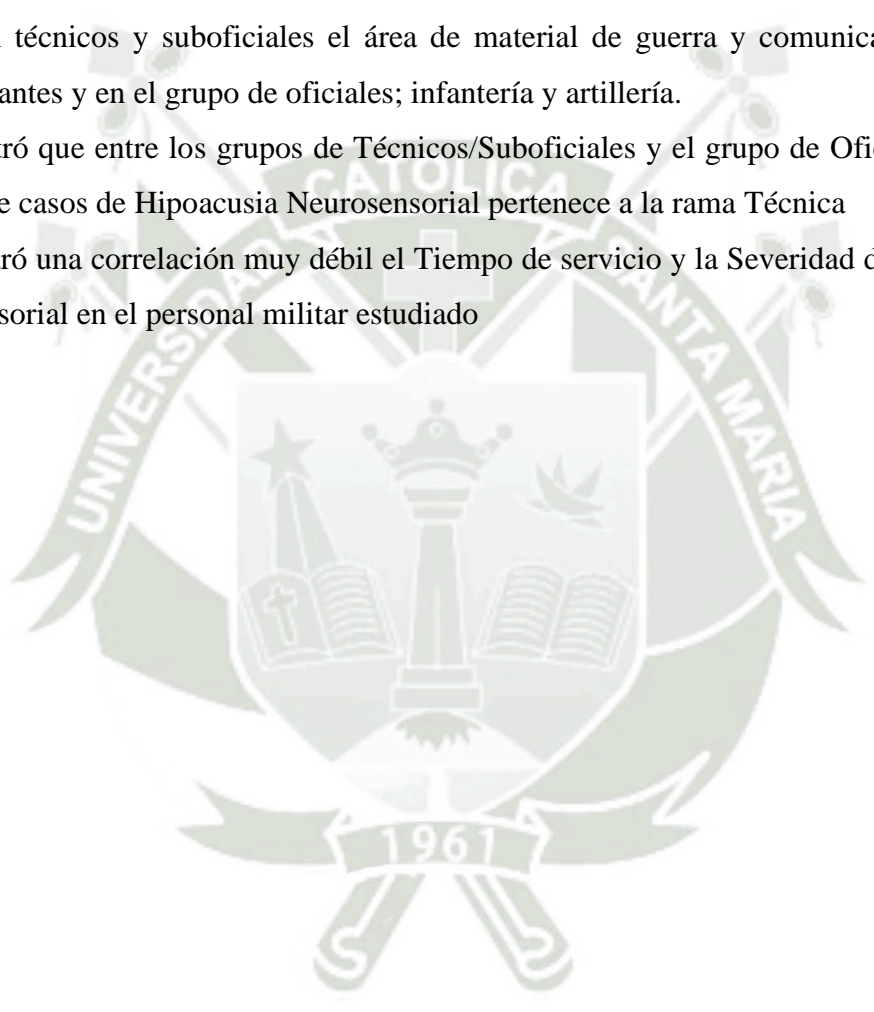 técnicos y suboficiales el área de material de guerra y comunica
antes y en el grupo de oficiales; infantería y artillería.
tró que entre los grupos de Técnicos/Suboficiales y el grupo de Ofic
e casos de Hipoacusia Neurosensorial pertenece a la rama Técnica
ró una correlación muy débil el Tiempo de servicio y la Severidad d
sorial en el personal militar estudiado
UNIVERSIDAD CATOLICA SANTA MARIA
1961